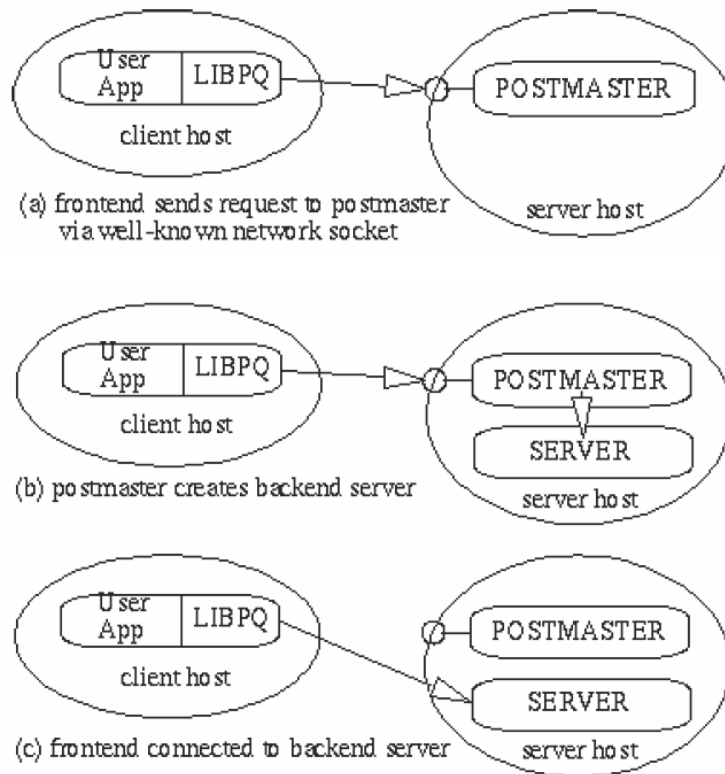 User
App
LIBPQ
POSTMASTER
client host
server host
(a) frontend sends request to postmaster
via well-known network socket
User
App
LIBPQ
POSTMASTER
client host
SERVER
(b) postmaster creates backend server
server host
User
App
LIBPQ
POSTMASTER
client host
SERVER
(c) frontend connected to backend server
server host